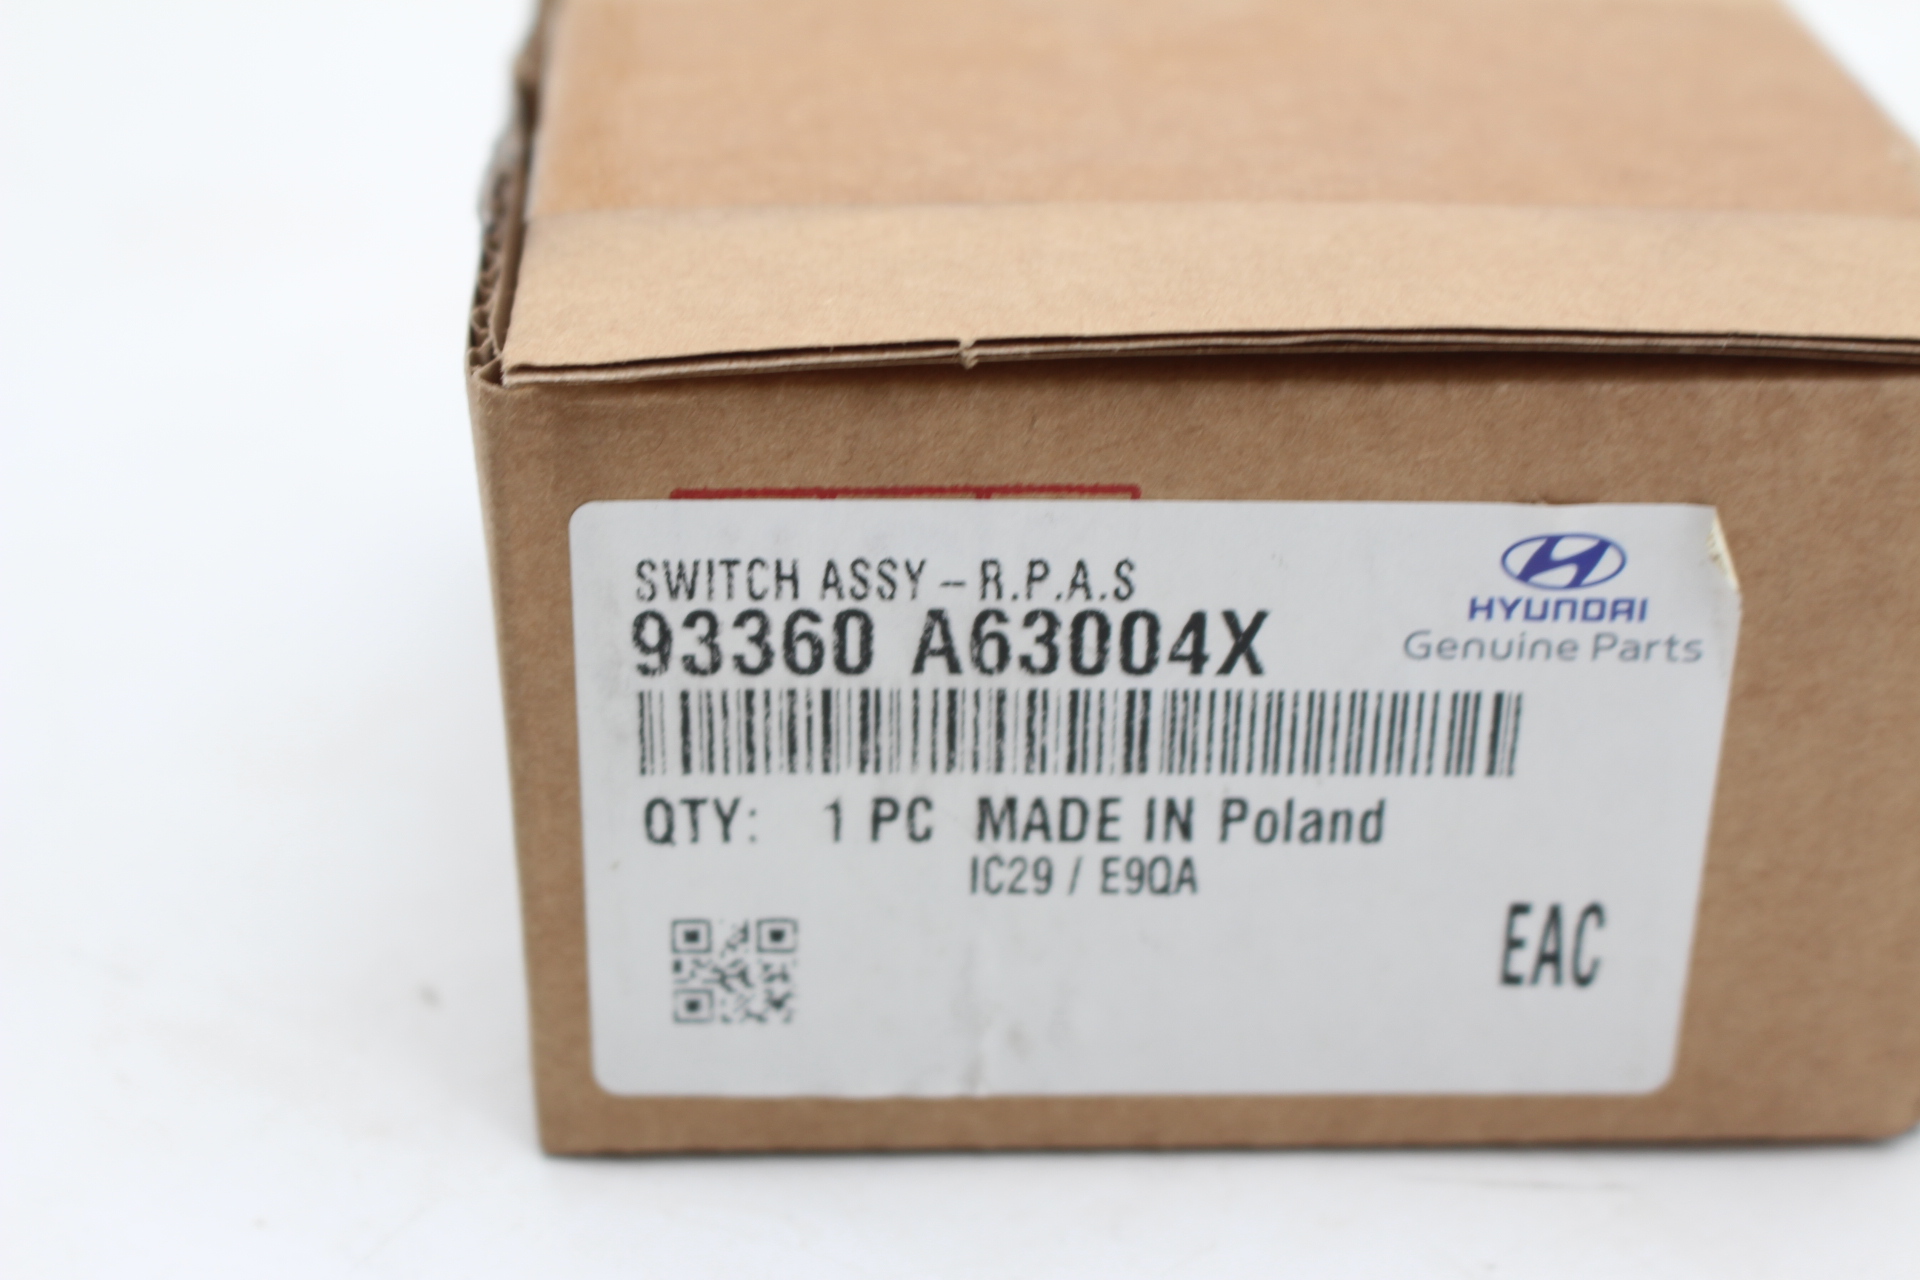 SWITCH ASSY – R.P.A.S
93360 A63004X
HYUNDAI
Genuine Parts
QTY: 1 PC MADE IN Poland
IC29 / E9QA
EAC